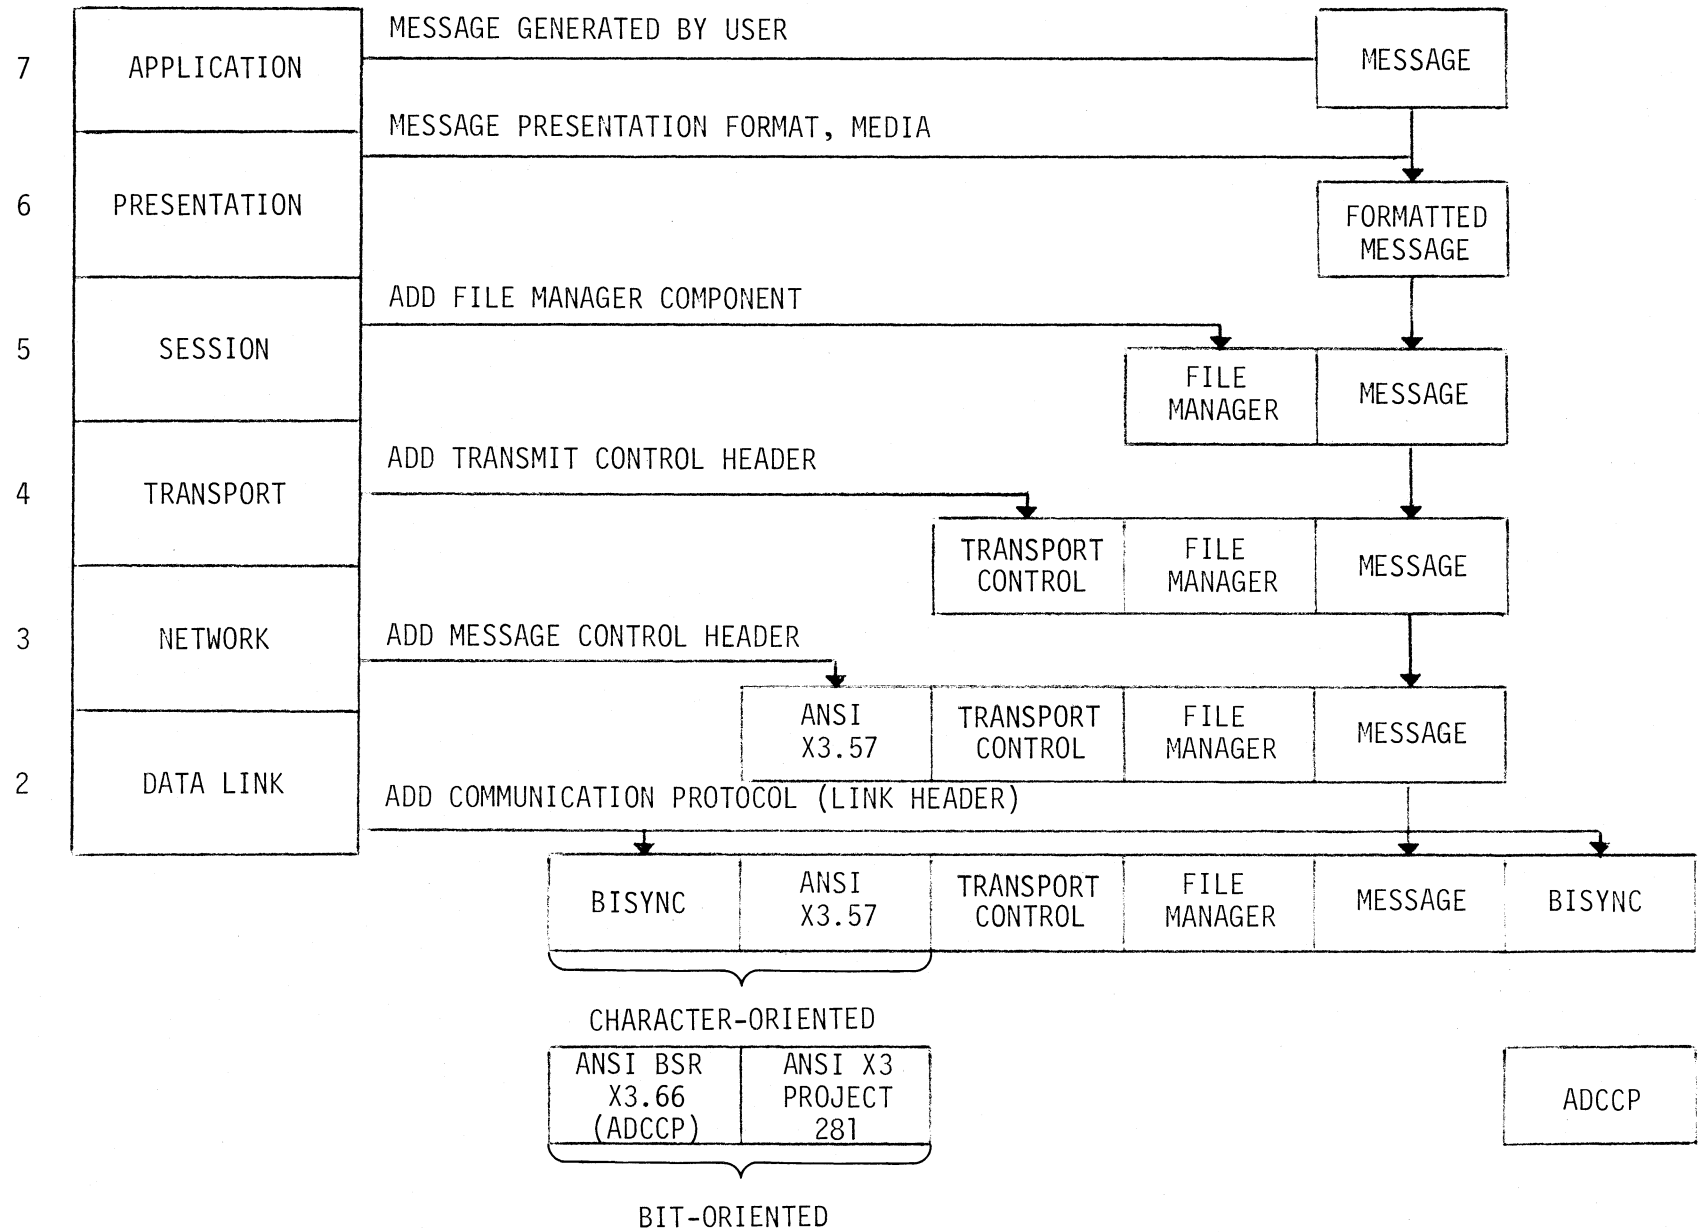 MESSAGE GENERATED BY USER
7 APPLICATION MESSAGE
MESSAGE PRESENTATION FORMAT, MEDIA
6 PRESENTATION
FORMATTED
MESSAGE
ADD FILE MANAGER COMPONENT
5 SESSION
FILE
MANAGER
MESSAGE
ADD TRANSMIT CONTROL HEADER
4 TRANSPORT
TRANSPORT
CONTROL
FILE
MANAGER
MESSAGE
3 NETWORK
ADD MESSAGE CONTROL HEADER
ANSI
X3.57
TRANSPORT
CONTROL
FILE
MANAGER
MESSAGE
2 DATA LINK
ADD COMMUNICATION PROTOCOL (LINK HEADER)
BISYNC
ANSI
X3.57
TRANSPORT
CONTROL
FILE
MANAGER
MESSAGE
BISYNC
CHARACTER-ORIENTED
ANSI BSR
X3.66
(ADCCP)
ANSI X3
PROJECT
281
ADCCP
BIT-ORIENTED